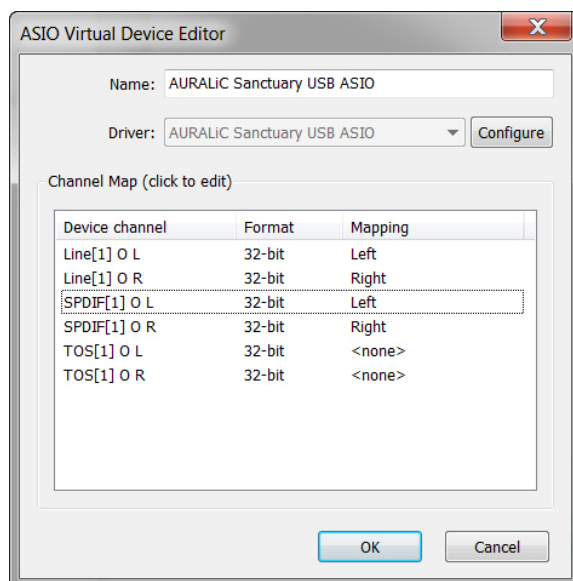 ASIO Virtual Device Editor
Name: AURALiC Sanctuary USB ASIO
Driver: AURALiC Sanctuary USB ASIO Configure
Channel Map (click to edit)
Device channel Format Mapping
Line[1] O L 32-bit Left
Line[1] O R 32-bit Right
SPDIF[1] O L 32-bit Left
SPDIF[1] O R 32-bit Right
TOS[1] O L 32-bit <none>
TOS[1] O R 32-bit <none>
OK Cancel